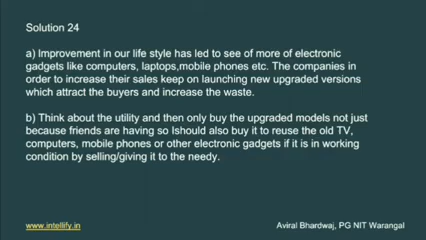 Solution 24
a) Improvement in our life style has led to see of more of electronic
gadgets like computers, laptops,mobile phones etc. The companies in
order to increase their sales keep on launching new upgraded versions
which attract the buyers and increase the waste.
b) Think about the utility and then only buy the upgraded models not just
because friends are having so Ishould also buy it to reuse the old TV,
computers, mobile phones or other electronic gadgets if it is in working
condition by selling/giving it to the needy.
www.intellify.in
Aviral Bhardwaj, PG NIT Warangal